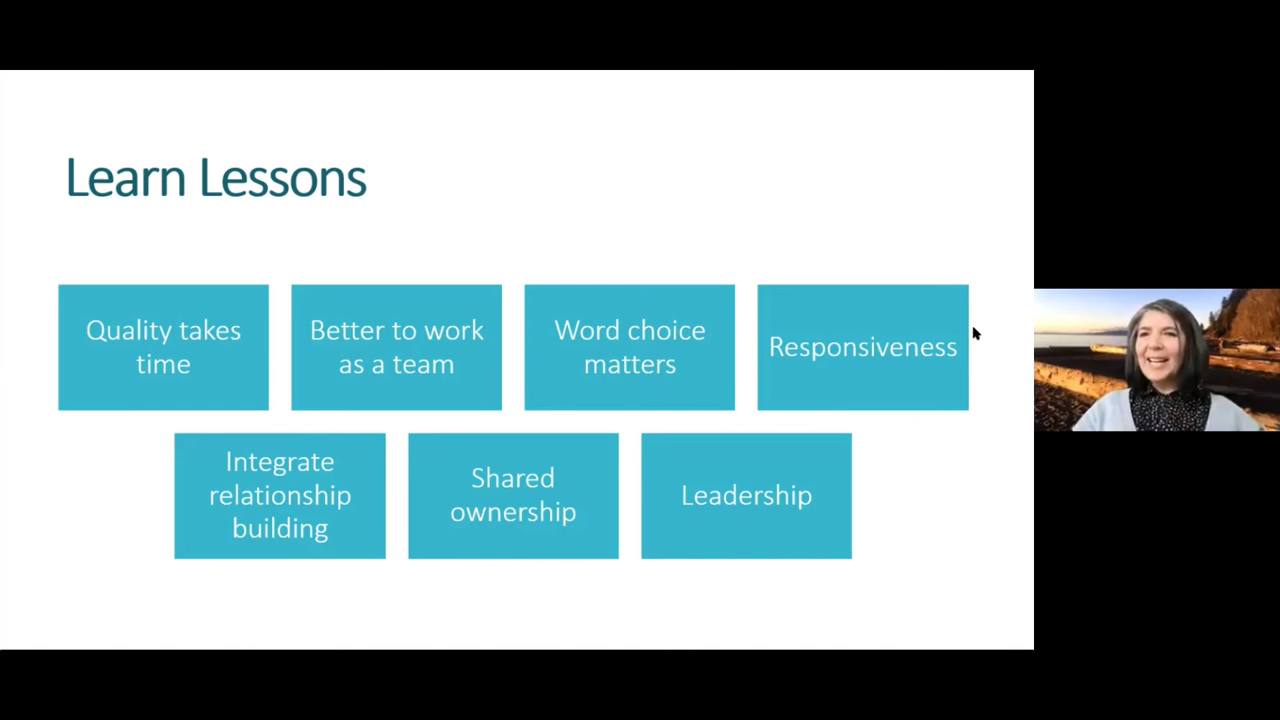 Learn Lessons
Quality takes
time
Better to work
as a team
Word choice
matters
Responsiveness
Integrate
relationship
building
Shared
ownership
Leadership